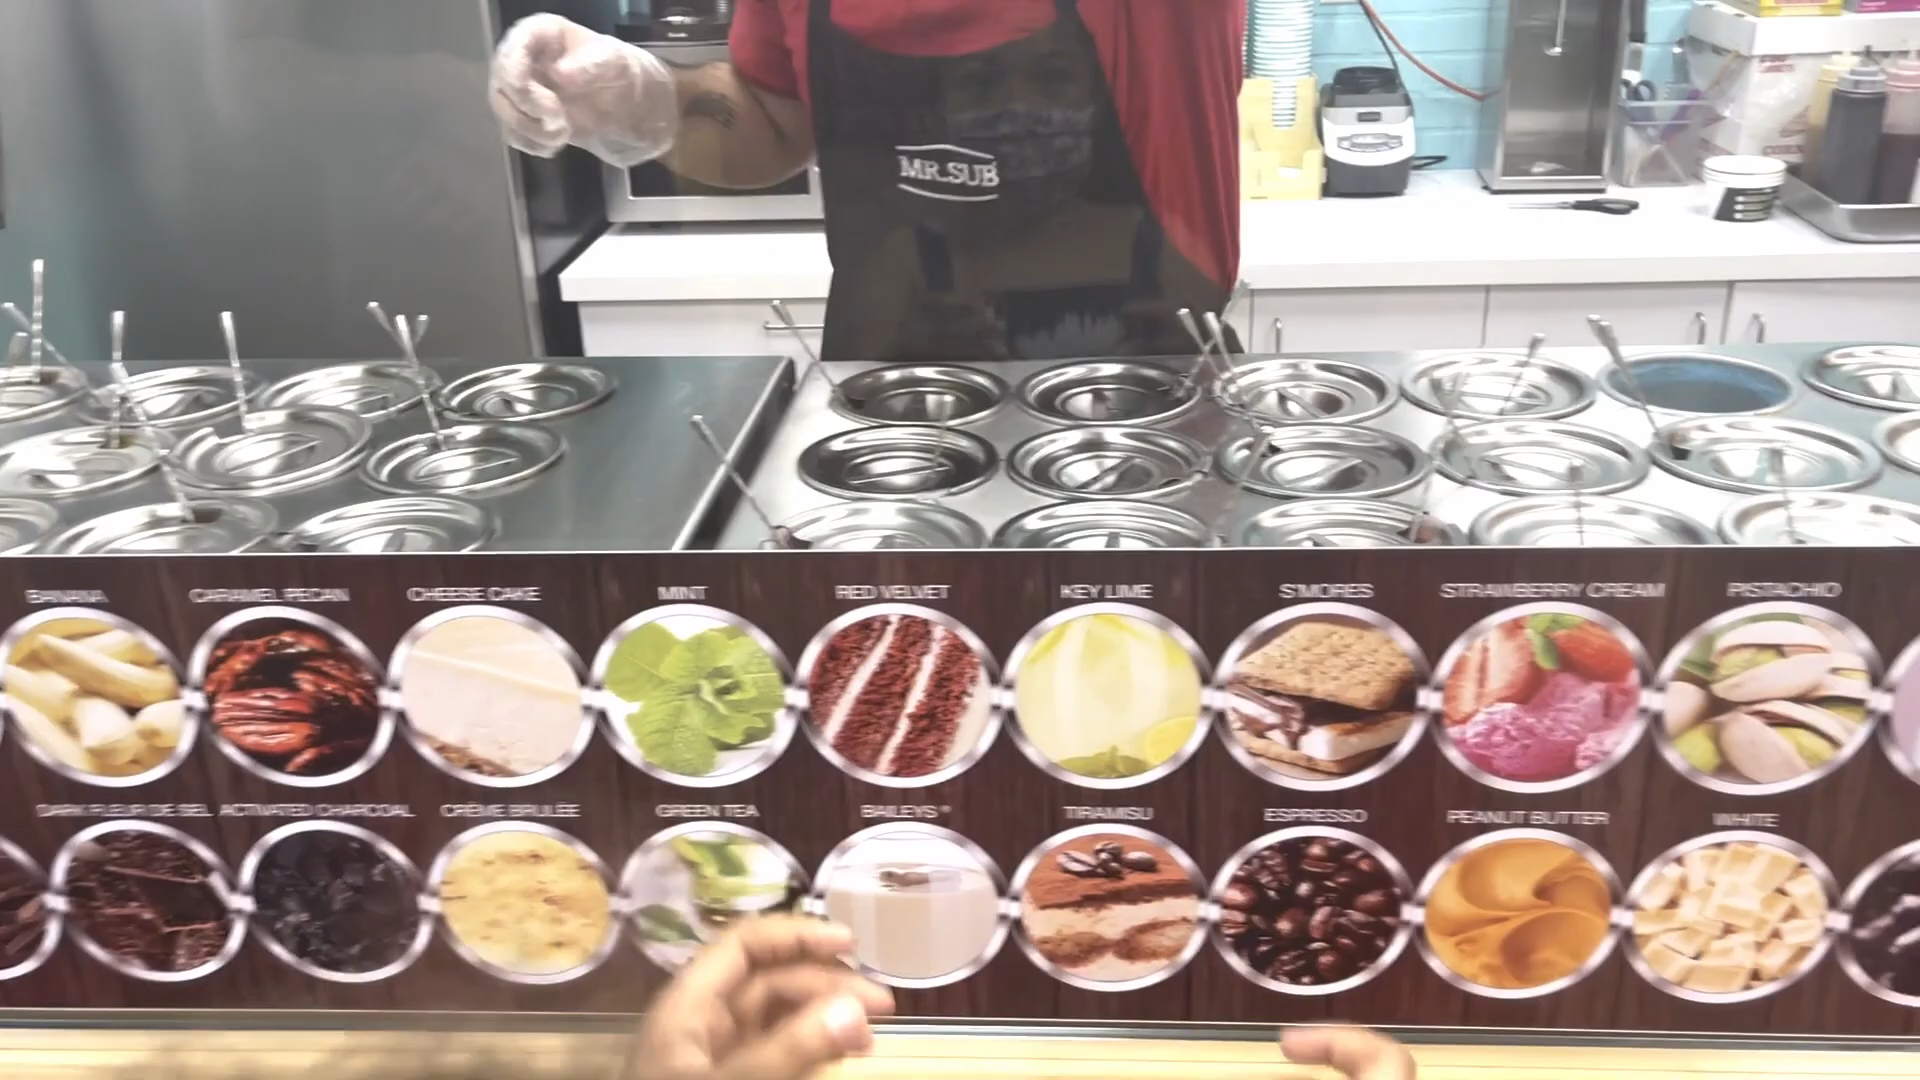 MR.SUB
BANANA
CARAMEL PECAN
CHEESE CAKE
MINT
RED VELVET
KEY LIME
S'MORES
STRAWBERRY CREAM
PISTACHIO
DARK FLEUR DE SEL
ACTIVATED CHARCOAL
CRÈME BRULÉE
GREEN TEA
BAILEYS *
TIRAMISU
ESPRESSO
PEANUT BUTTER
WHITE